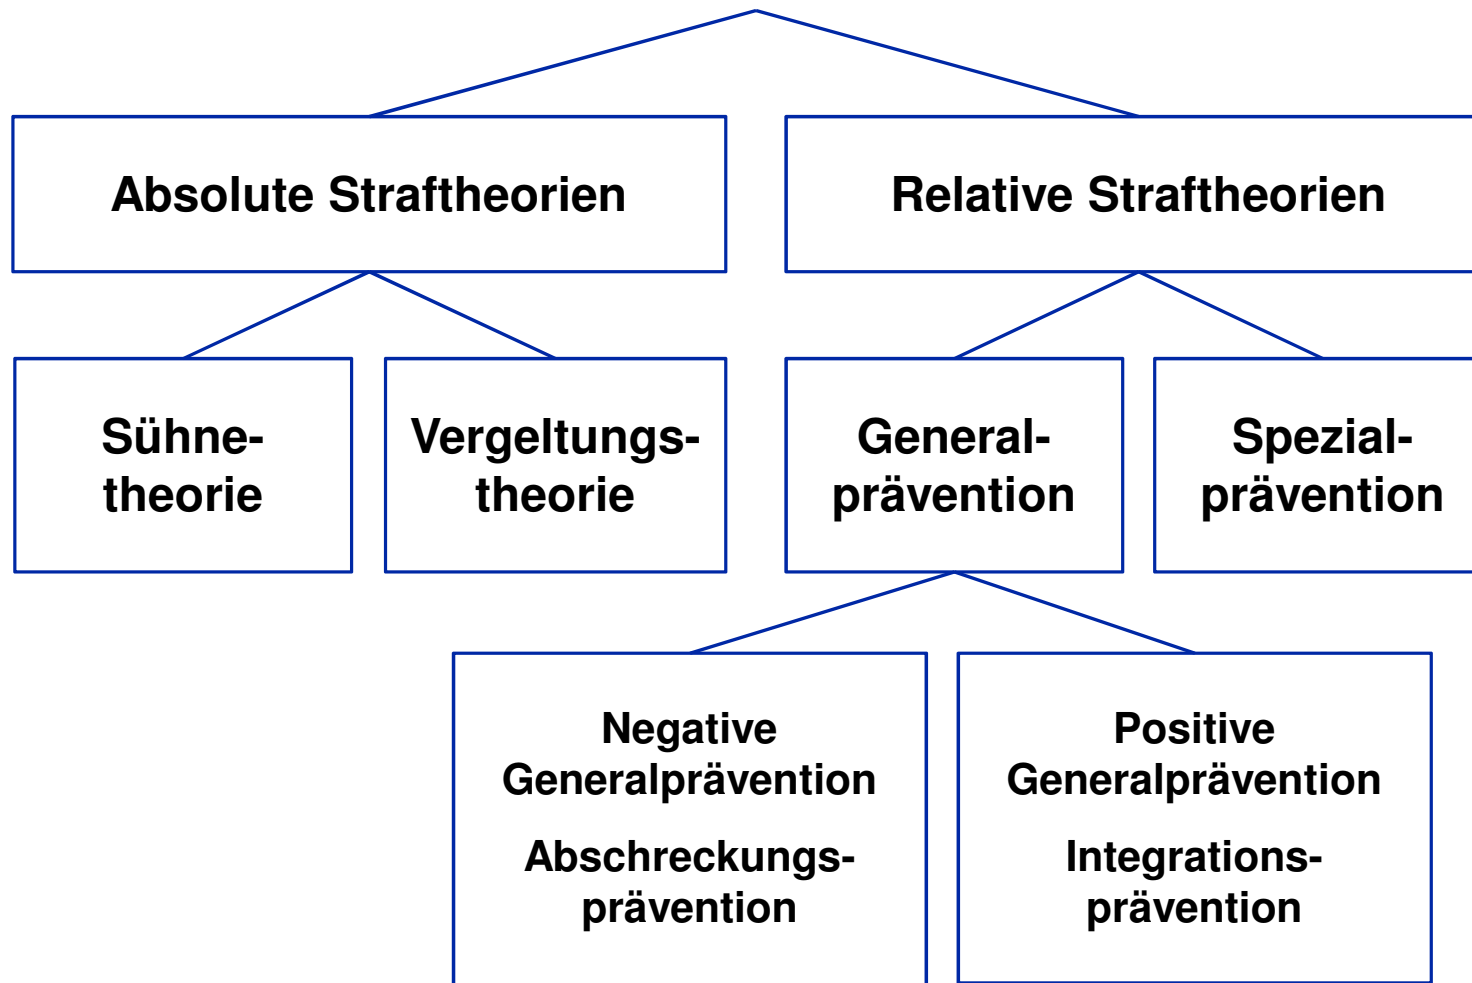 Absolute Straftheorien
Relative Straftheorien
Sühne-
theorie
Vergeltungs-
theorie
General-
prävention
Spezial-
prävention
Negative
Generalprävention
Abschreckungs-
prävention
Positive
Generalprävention
Integrations-
prävention